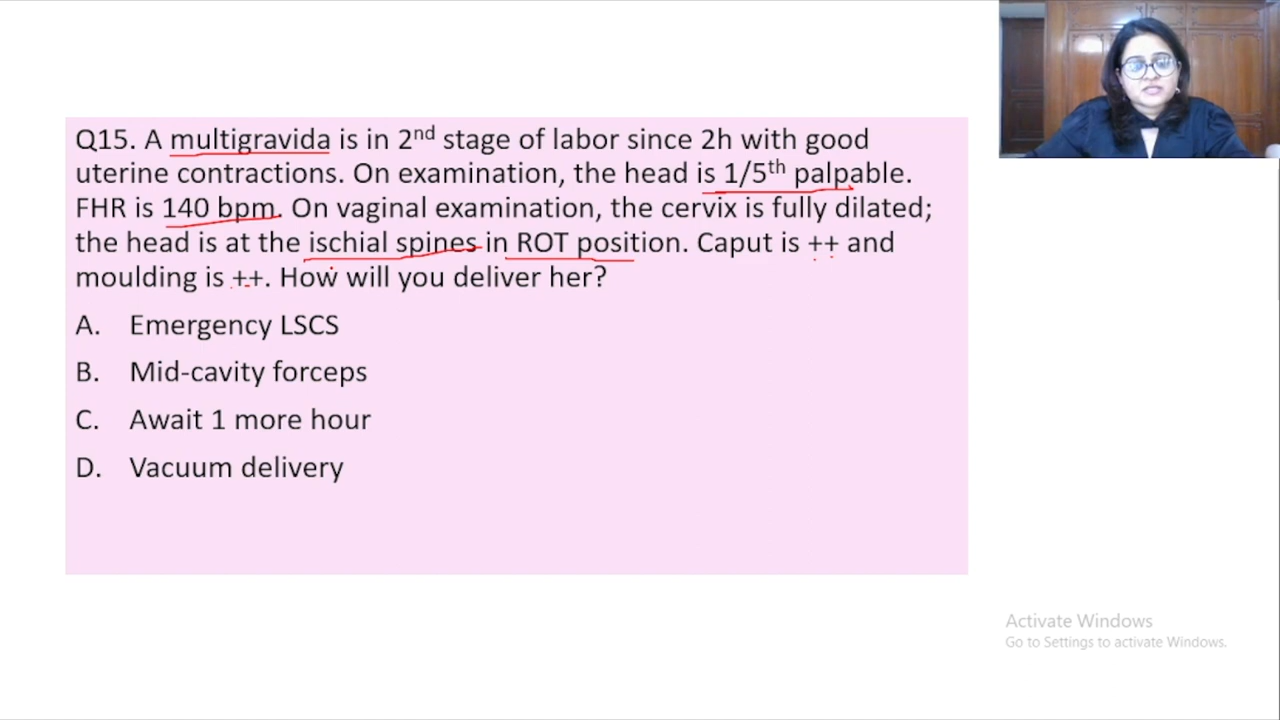 Q15. A multigravida is in 2nd stage of labor since 2h with good
uterine contractions. On examination, the head is 1/5th palpable.
FHR is 140 bpm. On vaginal examination, the cervix is fully dilated;
the head is at the ischial spines in ROT position. Caput is ++ and
moulding is ++. How will you deliver her?
A. Emergency LSCS
B. Mid-cavity forceps
C. Await 1 more hour
D. Vacuum delivery
Activate Windows
Go to Settings to activate Windows.